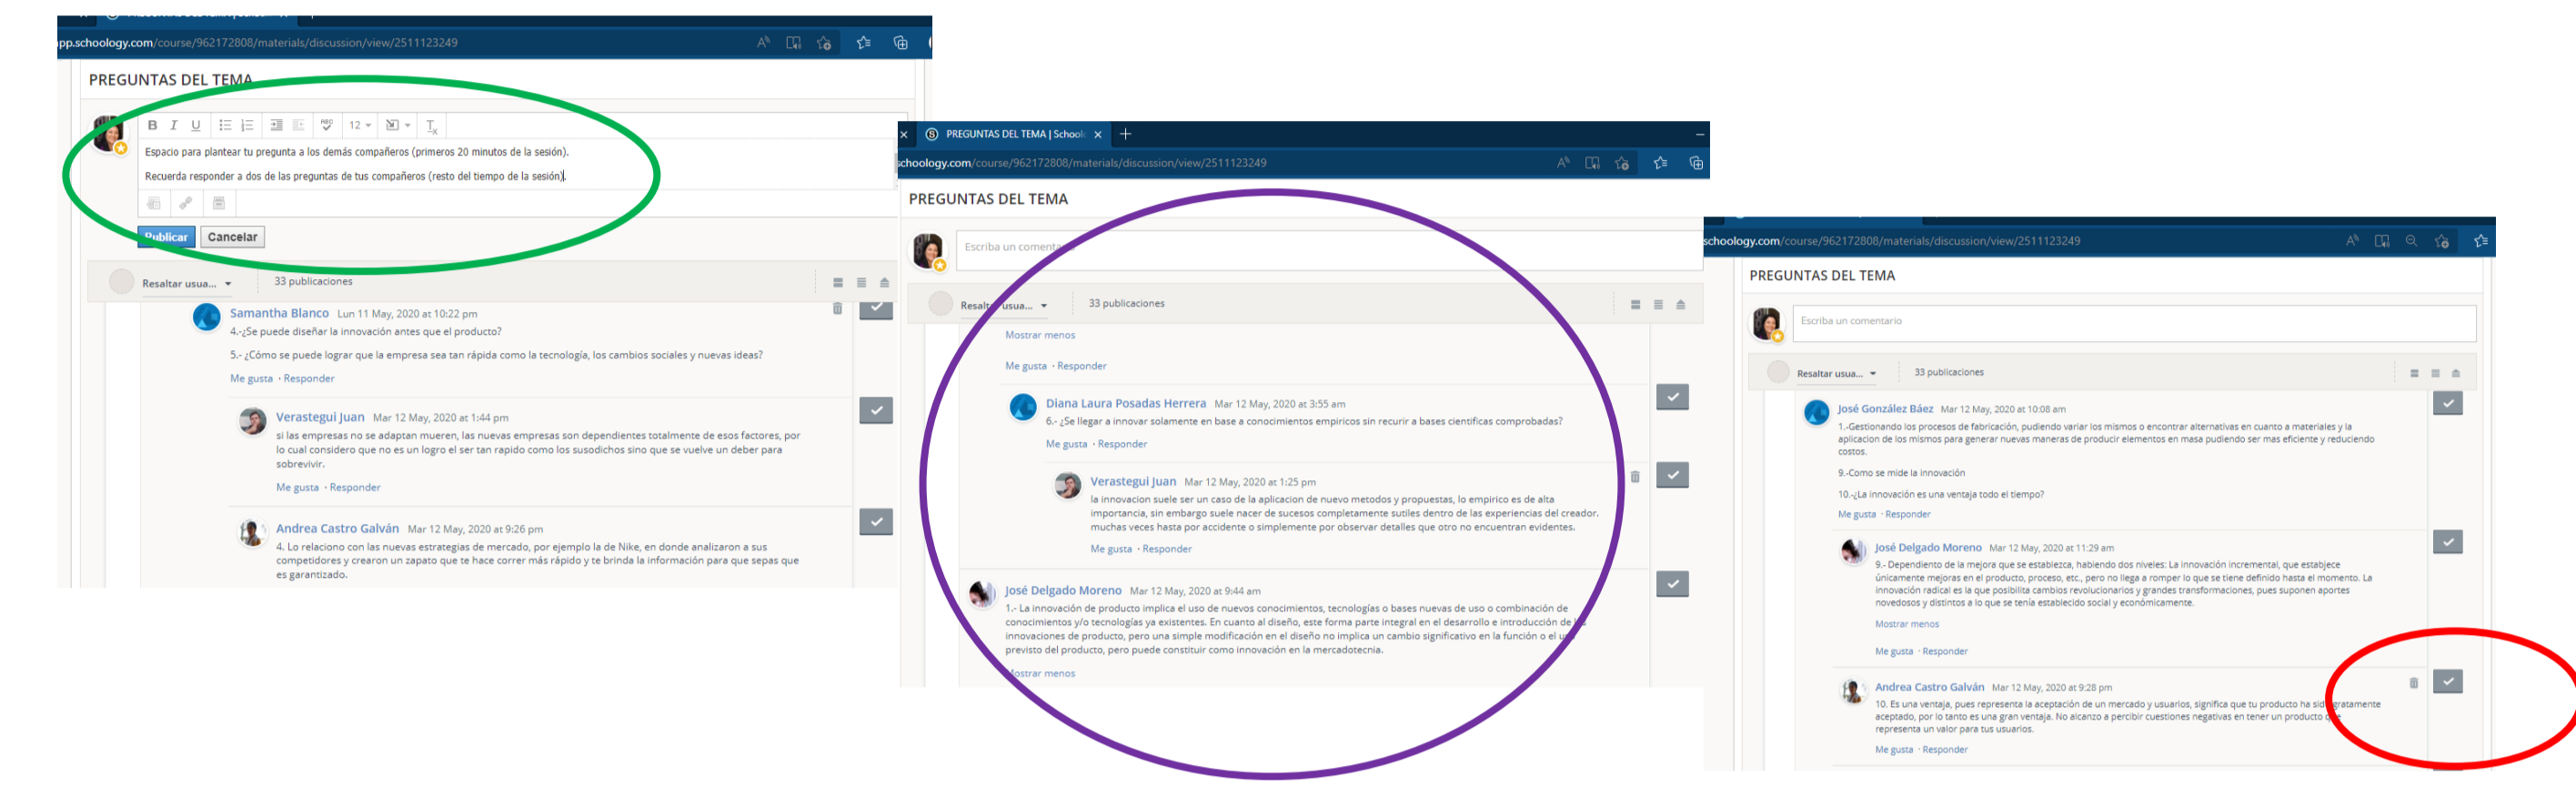 app.schoology.com/course/962172808/materials/discussion/view/2511123249
PREGUNTAS DEL TEMA
B I U 12
Espacio para plantear tu pregunta a los demás compañeros (primeros 20 minutos de la sesión).
Recuerda responder a dos de las preguntas de tus compañeros (resto del tiempo de la sesión).
Publicar Cancelar
Resaltar usua... 33 publicaciones
Samantha Blanco Lun 11 May, 2020 at 10:22 pm
4.-¿Se puede diseñar la innovación antes que el producto?
5.- ¿Cómo se puede lograr que la empresa sea tan rápida como la tecnología, los cambios sociales y nuevas ideas?
Me gusta · Responder
Verastegui Juan Mar 12 May, 2020 at 1:44 pm
si las empresas no se adaptan mueren, las nuevas empresas son dependientes totalmente de esos factores, por
lo cual considero que no es un logro el ser tan rapido como los susodichos sino que se vuelve un deber para
sobrevivir.
Me gusta · Responder
Andrea Castro Galván Mar 12 May, 2020 at 9:26 pm
4. Lo relaciono con las nuevas estrategias de mercado, por ejemplo la de Nike, en donde analizaron a sus
competidores y crearon un zapato que te hace correr más rápido y te brinda la información para que sepas que
es garantizado.
PREGUNTAS DEL TEMA | Schoolo
schoology.com/course/962172808/materials/discussion/view/2511123249
PREGUNTAS DEL TEMA
Escriba un comentario
Resaltar usua... 33 publicaciones
Mostrar menos
Me gusta · Responder
Diana Laura Posadas Herrera Mar 12 May, 2020 at 3:55 am
6.- ¿Se llegar a innovar solamente en base a conocimientos empiricos sin recurir a bases cientificas comprobadas?
Me gusta · Responder
Verastegui Juan Mar 12 May, 2020 at 1:25 pm
la innovacion suele ser un caso de la aplicacion de nuevo metodos y propuestas, lo empirico es de alta
importancia, sin embargo suele nacer de sucesos completamente sutiles dentro de las experiencias del creador.
muchas veces hasta por accidente o simplemente por observar detalles que otro no encuentran evidentes.
Me gusta · Responder
José Delgado Moreno Mar 12 May, 2020 at 9:44 am
1.- La innovación de producto implica el uso de nuevos conocimientos, tecnologías o bases nuevas de uso o combinación de
conocimientos y/o tecnologías ya existentes. En cuanto al diseño, este forma parte integral en el desarrollo e introducción de
innovaciones de producto, pero una simple modificación en el diseño no implica un cambio significativo en la función o el
previsto del producto, pero puede constituir como innovación en la mercadotecnia.
Mostrar menos
schoology.com/course/962172808/materials/discussion/view/2511123249
PREGUNTAS DEL TEMA
Escriba un comentario
Resaltar usua... 33 publicaciones
José González Báez Mar 12 May, 2020 at 10:08 am
1.-Gestionando los procesos de fabricación, pudiendo variar los mismos o encontrar alternativas en cuanto a materiales y la
aplicacion de los mismos para generar nuevas maneras de producir elementos en masa pudiendo ser mas eficiente y reduciendo
costos.
9.-Como se mide la innovación
10.-¿La innovación es una ventaja todo el tiempo?
Me gusta · Responder
José Delgado Moreno Mar 12 May, 2020 at 11:29 am
9.- Dependiento de la mejora que se establezca, habiendo dos niveles: La innovación incremental, que establjece
únicamente mejoras en el producto, proceso, etc., pero no llega a romper lo que se tiene definido hasta el momento. La
innovación radical es la que posibilita cambios revolucionarios y grandes transformaciones, pues suponen aportes
novedosos y distintos a lo que se tenía establecido social y económicamente.
Mostrar menos
Me gusta · Responder
Andrea Castro Galván Mar 12 May, 2020 at 9:28 pm
10. Es una ventaja, pues representa la aceptación de un mercado y usuarios, significa que tu producto ha sido gratamente
aceptado, por lo tanto es una gran ventaja. No alcanzo a percibir cuestiones negativas en tener un producto que
representa un valor para tus usuarios.
Me gusta · Responder